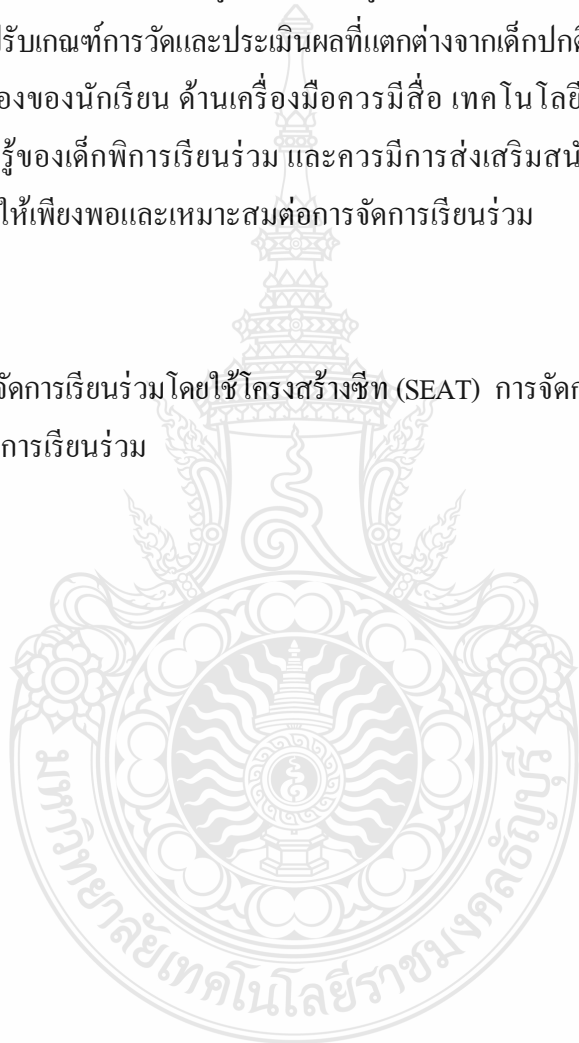 ปรับเกณฑ์การวัดและประเมินผลที่แตกต่างจากเด็กปกติ
องของนักเรียน ด้านเครื่องมือควรมีสื่อ เทคโนโลยี
รู้ของเด็กพิการเรียนร่วม และควรมีการส่งเสริมสนั
ให้เพียงพอและเหมาะสมต่อการจัดการเรียนร่วม
จัดการเรียนร่วมโดยใช้โครงสร้างซีท (SEAT) การจัดก
การเรียนร่วม
มหาวิทยาลัยเทคโนโลยีราชมงคลธัญบุรี